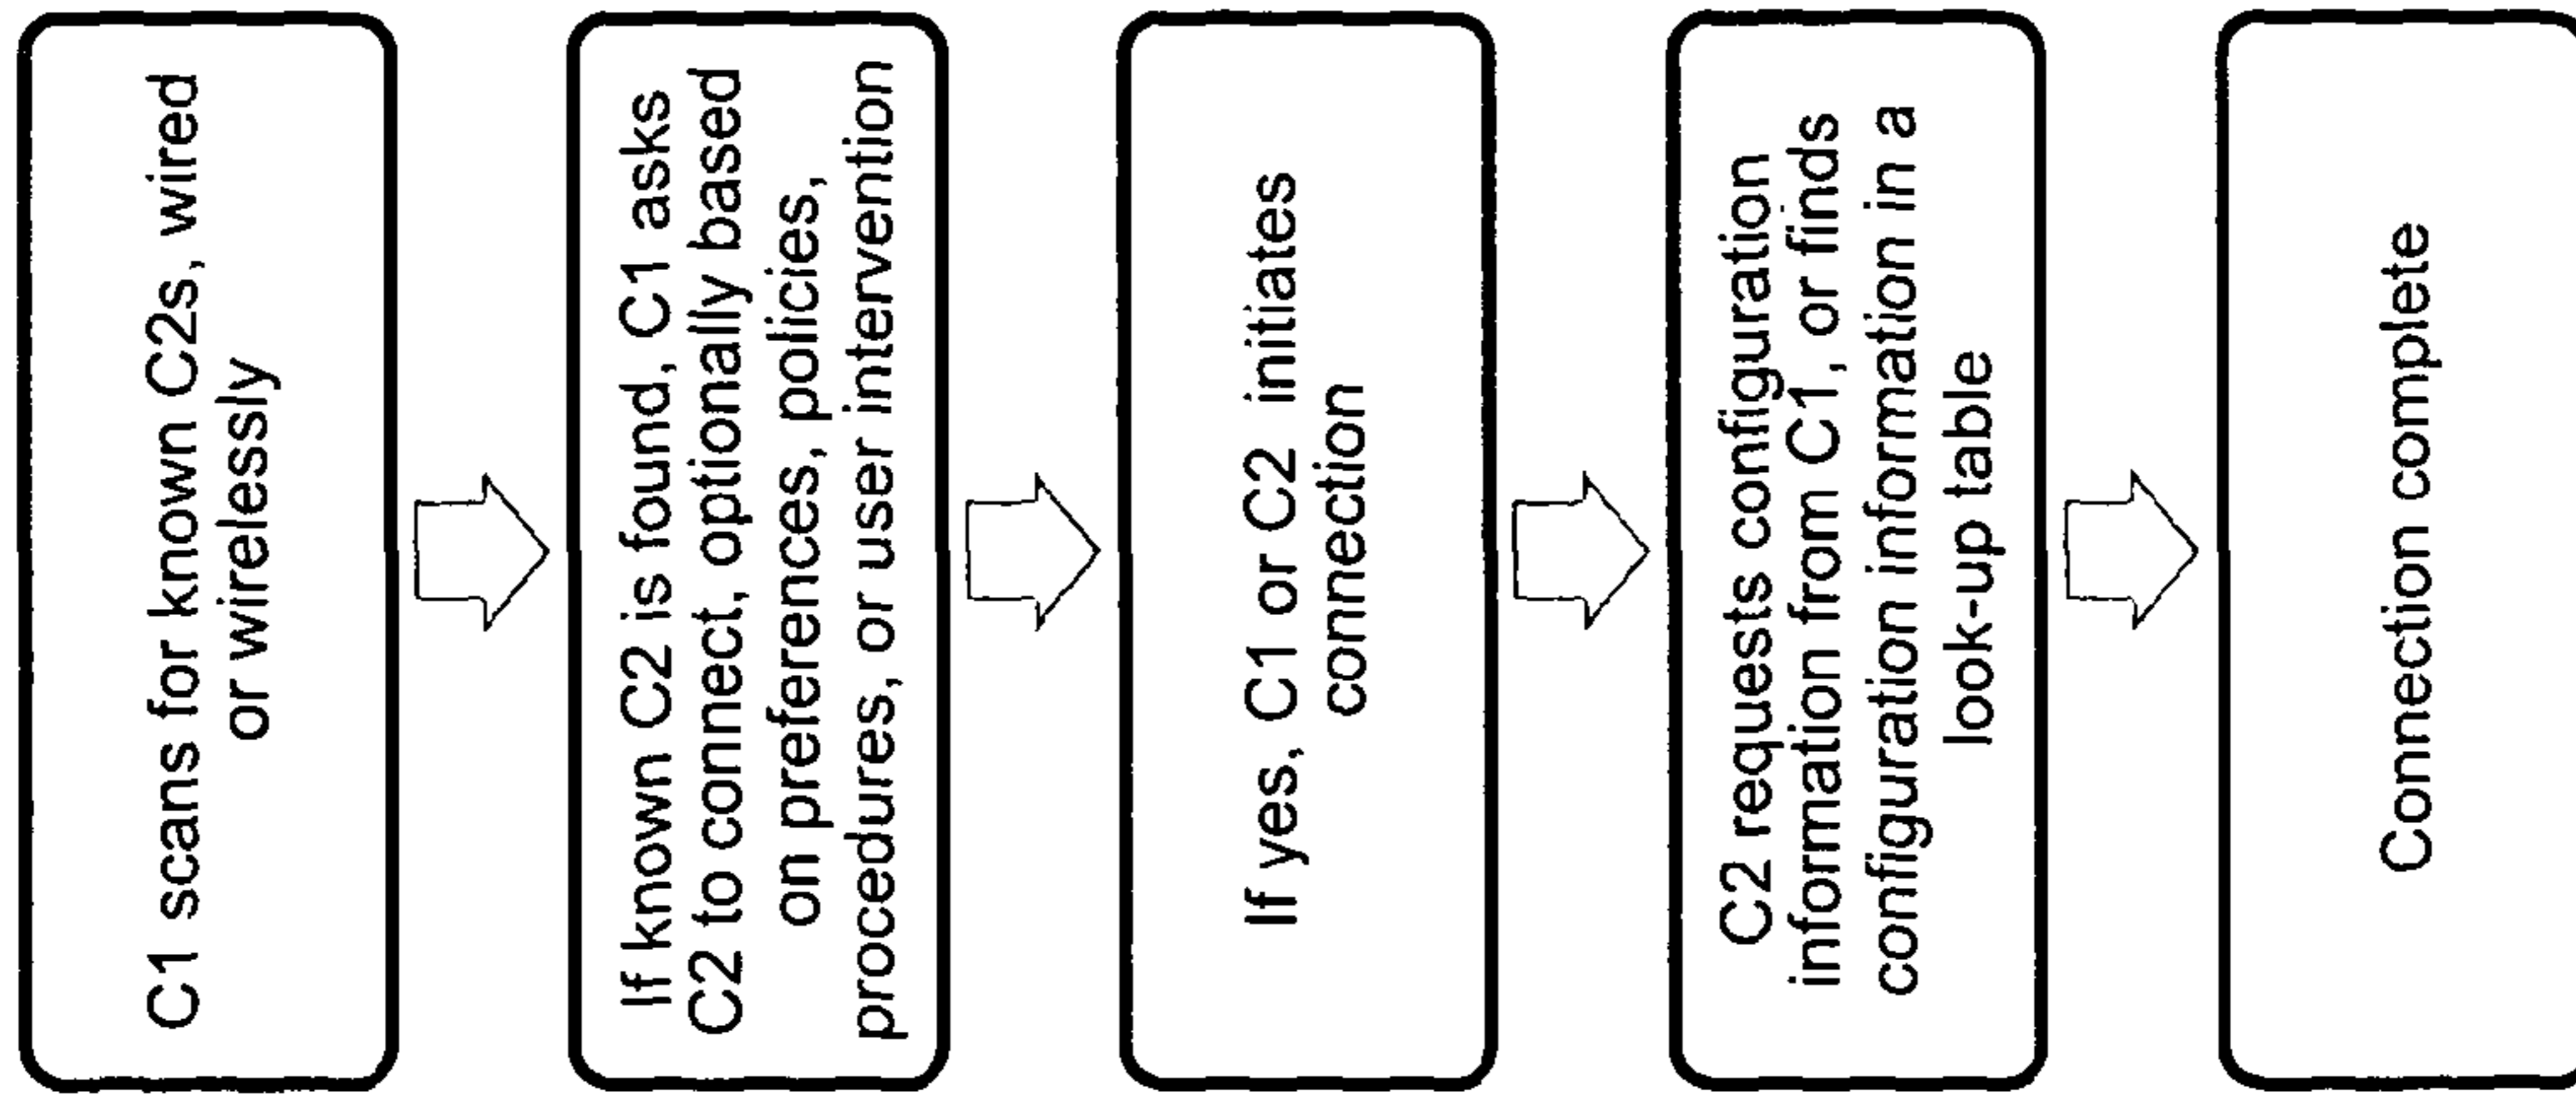 C1 scans for known C2s, wired
or wirelessly
If known C2 is found, C1 asks
C2 to connect, optionally based
on preferences, policies,
procedures, or user intervention
If yes, C1 or C2 initiates
connection
C2 requests configuration
information from C1, or finds
configuration information in a
look-up table
Connection complete